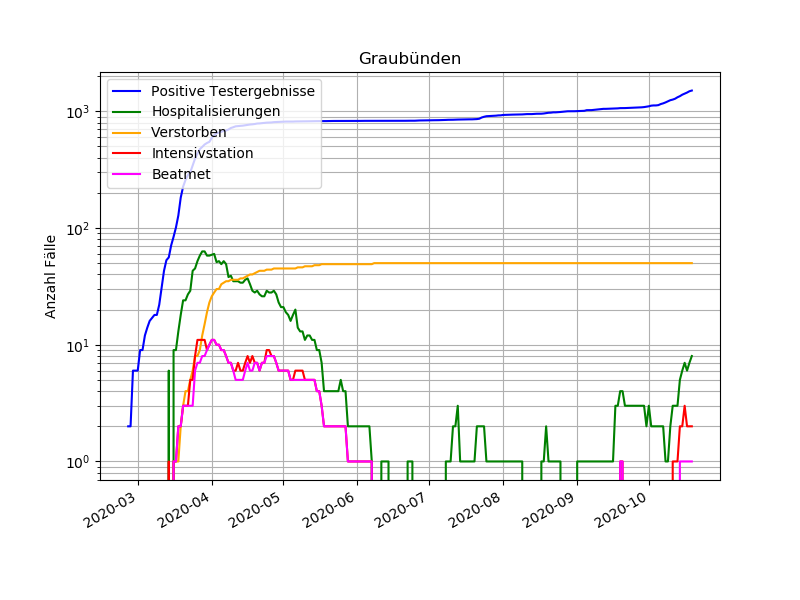 Graubünden
Positive Testergebnisse
Hospitalisierungen
Verstorben
Intensivstation
Beatmet
Anzahl Fälle
10³
10²
10¹
10⁰
2020-03
2020-04
2020-05
2020-06
2020-07
2020-08
2020-09
2020-10